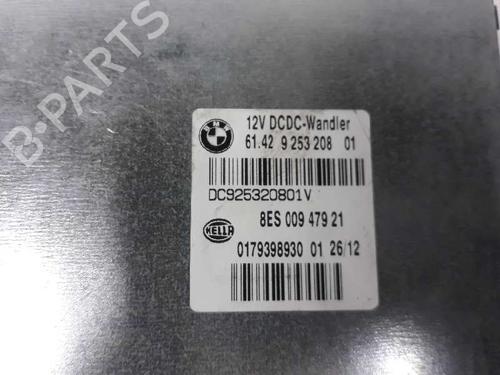 B-PARTS
BMW
12V DCDC-Wandler
61.42 9 253 208 01
DC925320801V
8ES 009 479 21
HELLA
0179398930 01 26/12